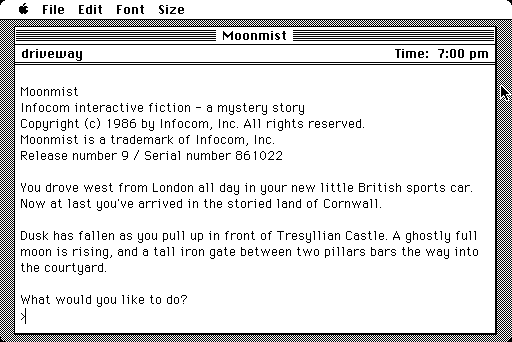 File Edit Font Size
Moonmist
driveway Time: 7:00 pm
Moonmist
Infocom interactive fiction - a mystery story
Copyright (c) 1986 by Infocom, Inc. All rights reserved.
Moonmist is a trademark of Infocom, Inc.
Release number 9 / Serial number 861022
You drove west from London all day in your new little British sports car.
Now at last you've arrived in the storied land of Cornwall.
Dusk has fallen as you pull up in front of Tresyllian Castle. A ghostly full
moon is rising, and a tall iron gate between two pillars bars the way into
the courtyard.
What would you like to do?
>